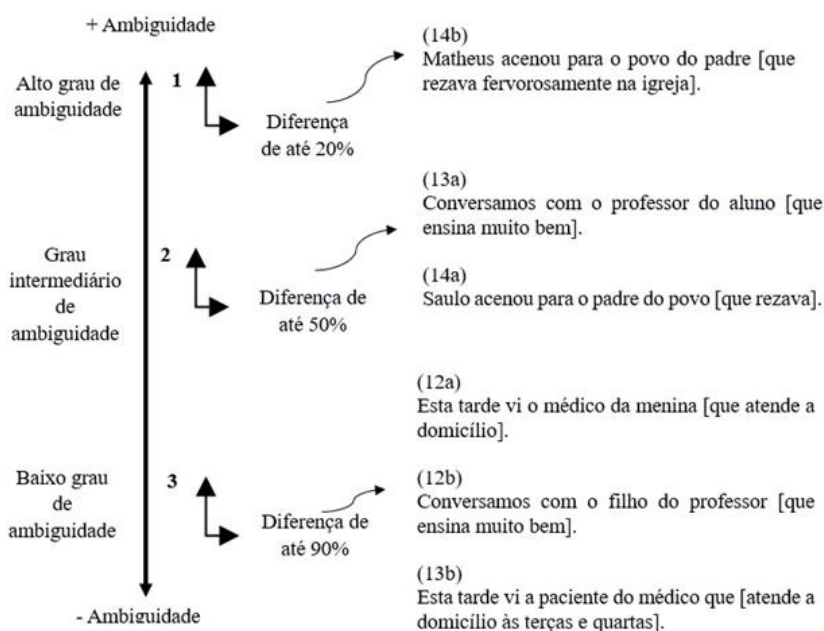 + Ambiguidade
Alto grau de
ambiguidade
1
Diferença
de até 20%
(14b)
Matheus acenou para o povo do padre [que
rezava fervorosamente na igreja].
Grau
intermediário
de
ambiguidade
2
Diferença de
até 50%
(13a)
Conversamos com o professor do aluno [que
ensina muito bem].
(14a)
Saulo acenou para o padre do povo [que rezava].
Baixo grau
de
ambiguidade
3
Diferença de
até 90%
(12a)
Esta tarde vi o médico da menina [que atende a
domicílio].
(12b)
Conversamos com o filho do professor [que
ensina muito bem].
(13b)
Esta tarde vi a paciente do médico que [atende a
domicílio às terças e quartas].
- Ambiguidade